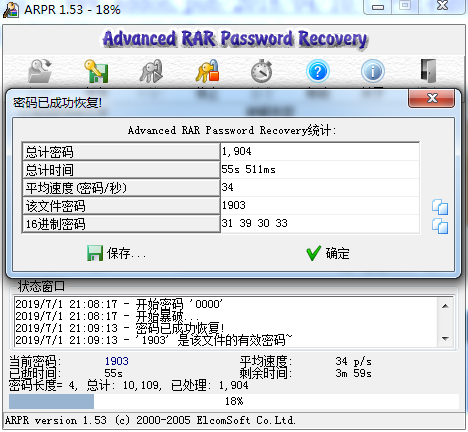 ARPR 1.53 - 18%
Advanced RAR Password Recovery
密码已成功恢复!
Advanced RAR Password Recovery统计:
总计密码 1,904
总计时间 55s 511ms
平均速度(密码/秒) 34
该文件密码 1903
16进制密码 31 39 30 33
保存... 确定
状态窗口
2019/7/1 21:08:17 - 开始密码 '0000'
2019/7/1 21:08:17 - 开始暴破...
2019/7/1 21:09:13 - 密码已成功恢复!
2019/7/1 21:09:13 - '1903' 是该文件的有效密码~
当前密码: 1903 平均速度: 34 p/s
已逝时间: 55s 剩余时间: 3m 59s
密码长度= 4, 总计: 10,109, 已处理: 1,904
18%
ARPR version 1.53 (c) 2000-2005 ElcomSoft Co.Ltd.